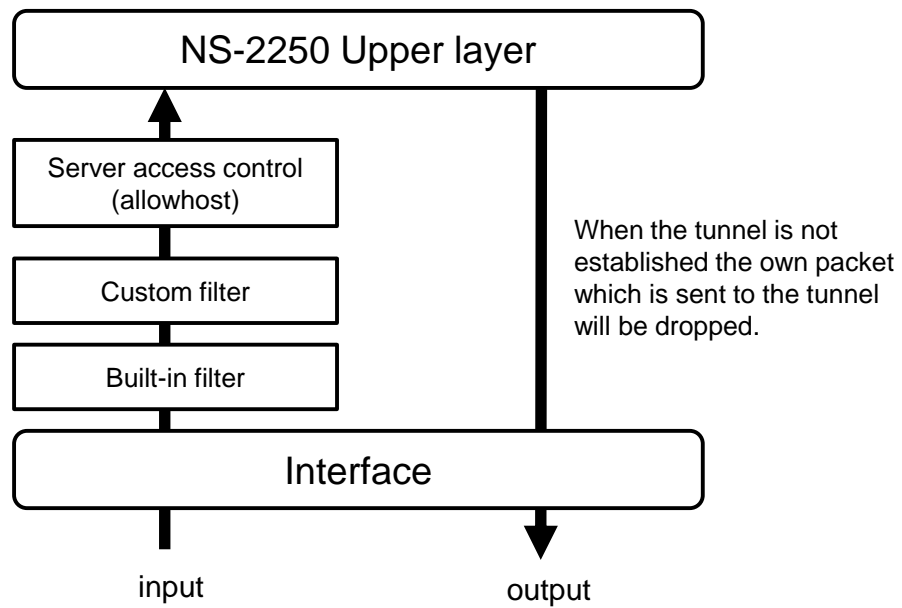 NS-2250 Upper layer
Server access control
(allowhost)
Custom filter
Built-in filter
When the tunnel is not
established the own packet
which is sent to the tunnel
will be dropped.
Interface
input
output